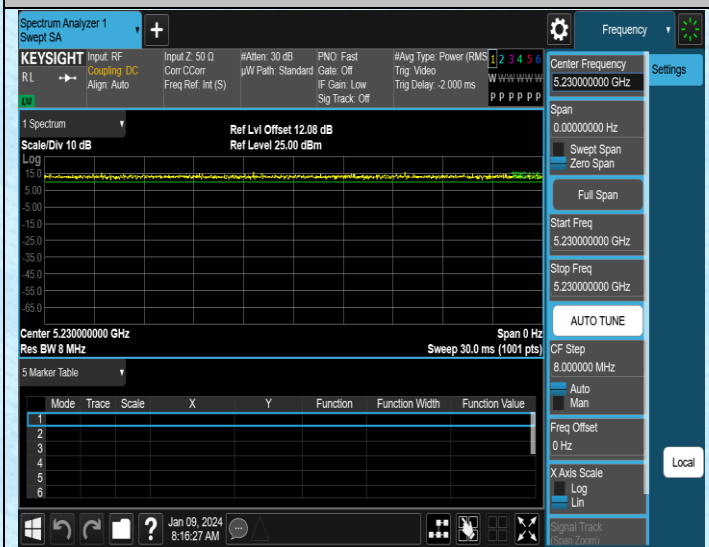 Spectrum Analyzer 1
Swept SA
Frequency
KEYSIGHT
RL
LXI
Input: RF
Coupling: DC
Align: Auto
Input Z: 50 Ω
Corr CCorr
Freq Ref: Int (S)
#Atten: 30 dB
µW Path: Standard
PNO: Fast
Gate: Off
IF Gain: Low
Sig Track: Off
#Avg Type: Power (RMS
Trig: Video
Trig Delay: -2.000 ms
1 2 3 4 5 6
W W W W W W
P P P P P P
1 Spectrum
Scale/Div 10 dB
Ref Lvl Offset 12.08 dB
Ref Level 25.00 dBm
Log
15.0
5.00
-5.00
-15.0
-25.0
-35.0
-45.0
-55.0
-65.0
Center 5.230000000 GHz
Res BW 8 MHz
Span 0 Hz
Sweep 30.0 ms (1001 pts)
5 Marker Table
Mode Trace Scale X Y Function Function Width Function Value
1
2
3
4
5
6
Center Frequency
5.230000000 GHz
Span
0.00000000 Hz
Swept Span
Zero Span
Full Span
Start Freq
5.230000000 GHz
Stop Freq
5.230000000 GHz
AUTO TUNE
CF Step
8.000000 MHz
Auto
Man
Freq Offset
0 Hz
X Axis Scale
Log
Lin
Signal Track
(Span Zoom)
Settings
Local
?
Jan 09, 2024
8:16:27 AM